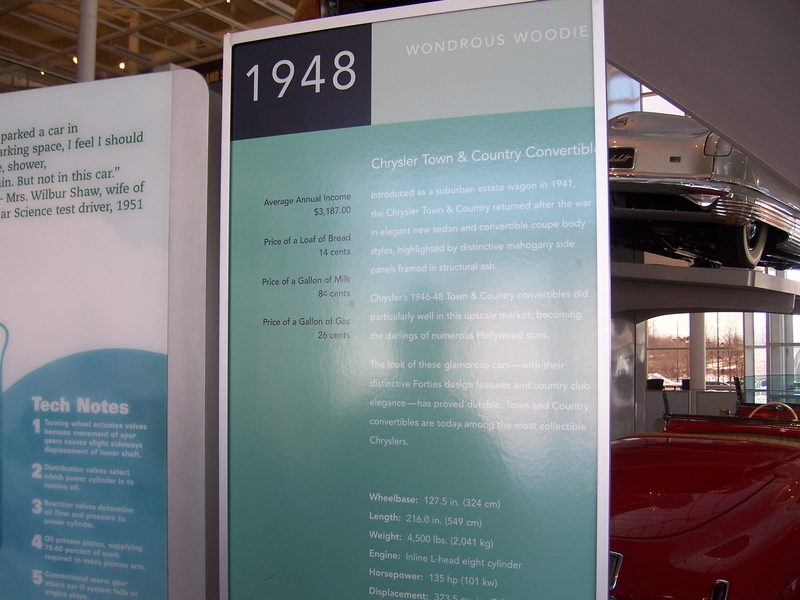 parked a car in
arking space, I feel I should
e, shower,
in. But not in this car."
- Mrs. Wilbur Shaw, wife of
ar Science test driver, 1951
Tech Notes
1 Turning wheel actuates valves
because movement of spur
gears causes slight sideways
displacement of lower shaft.
2 Distribution valves select
which power cylinder is to
receive oil.
3 Reaction valves determine
oil flow and pressure to
power cylinder.
4 Oil presses piston, supplying
75-80 percent of work
required to move pitman arm.
5 Conventional worm gear
steers car if system fails or
engine stops.
1948
WONDROUS WOODIE
Chrysler Town & Country Convertible
Average Annual Income
$3,187.00
Price of a Loaf of Bread
14 cents
Price of a Gallon of Milk
84 cents
Price of a Gallon of Gas
26 cents
Introduced as a suburban estate wagon in 1941,
the Chrysler Town & Country returned after the war
in elegant new sedan and convertible coupe body
styles, highlighted by distinctive mahogany side
panels framed in structural ash.
Chrysler's 1946-48 Town & Country convertibles did
particularly well in this upscale market, becoming
the darlings of numerous Hollywood stars.
The look of these glamorous cars—with their
distinctive Forties design features and country club
elegance—has proved durable. Town and Country
convertibles are today among the most collectible
Chryslers.
Wheelbase: 127.5 in. (324 cm)
Length: 216.0 in. (549 cm)
Weight: 4,500 lbs. (2,041 kg)
Engine: Inline L-head eight cylinder
Horsepower: 135 hp (101 kw)
Displacement: 323.5